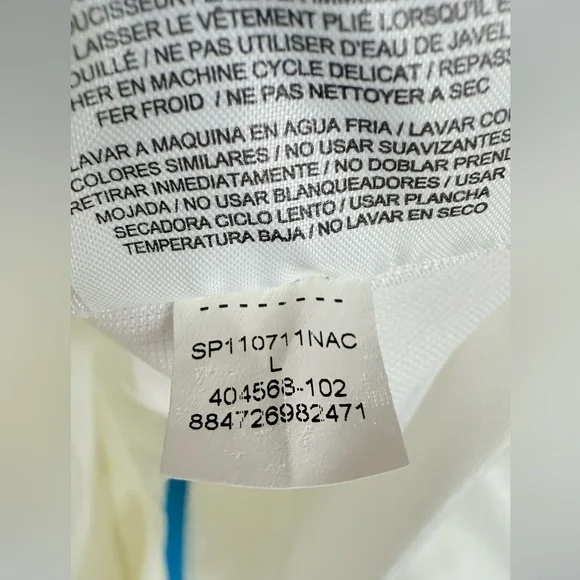 LAISSER LE VÊTEMENT PLIÉ LORSQU'IL
NE PAS UTILISER D'EAU DE JAVEL
EN MACHINE CYCLE DELICAT /
FER FROID / NE PAS NETTOYER A SEC
LAVAR A MAQUINA EN AGUA FRIA / LAVAR
COLORES SIMILARES / NO USAR SUAVIZANTES
RETIRAR INMEDIATAMENTE / NO DOBLAR
MOJADA / NO USAR BLANQUEADORES / USAR
SECADORA CICLO LENTO / USAR PLANCHA
TEMPERATURA BAJA / NO LAVAR EN SECO
SP110711NAC
L
404568-102
884726982471